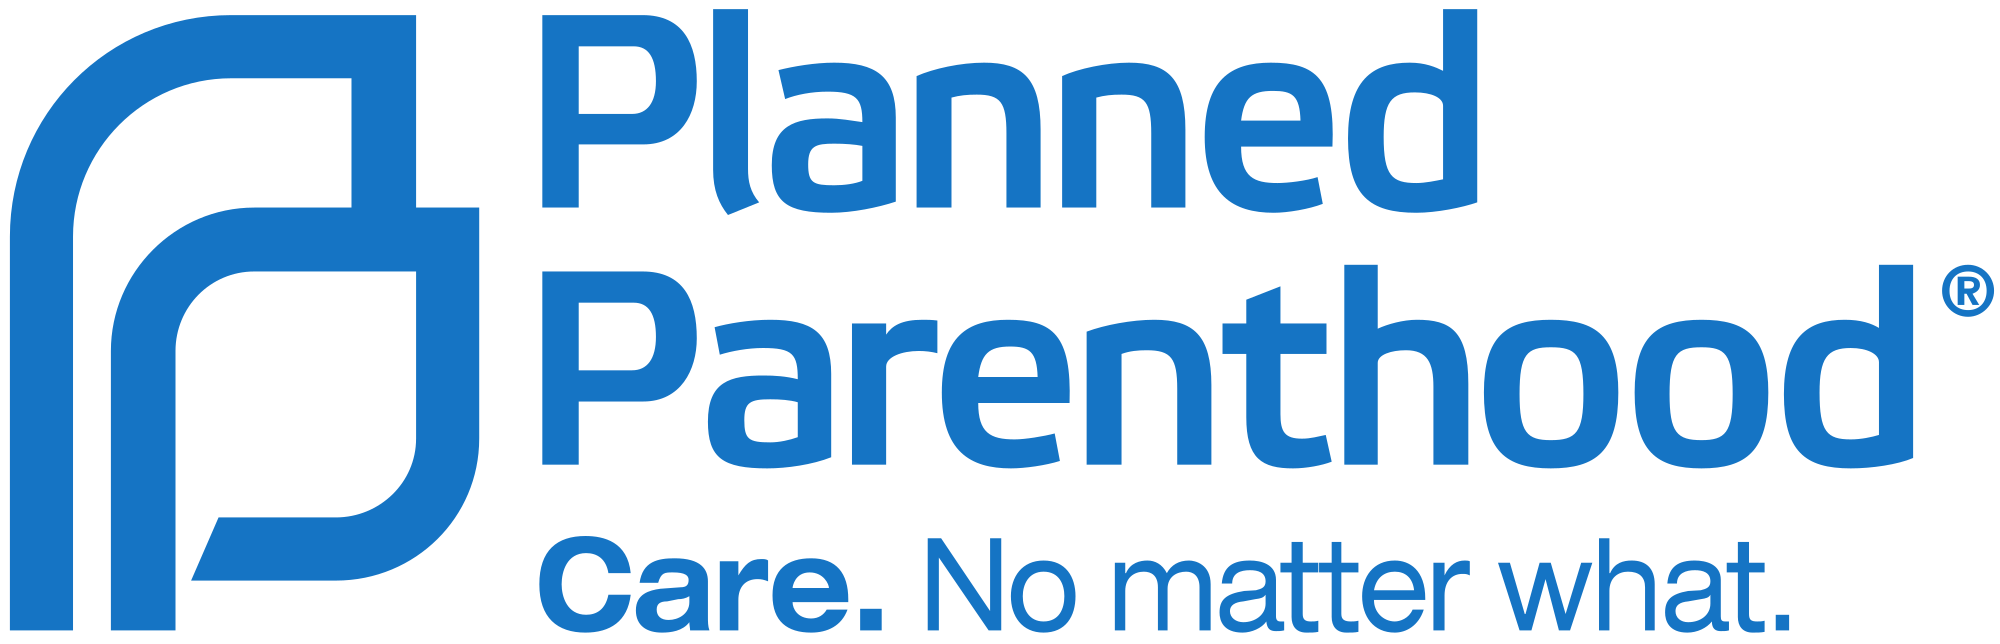 Planned
Parenthood®
Care. No matter what.